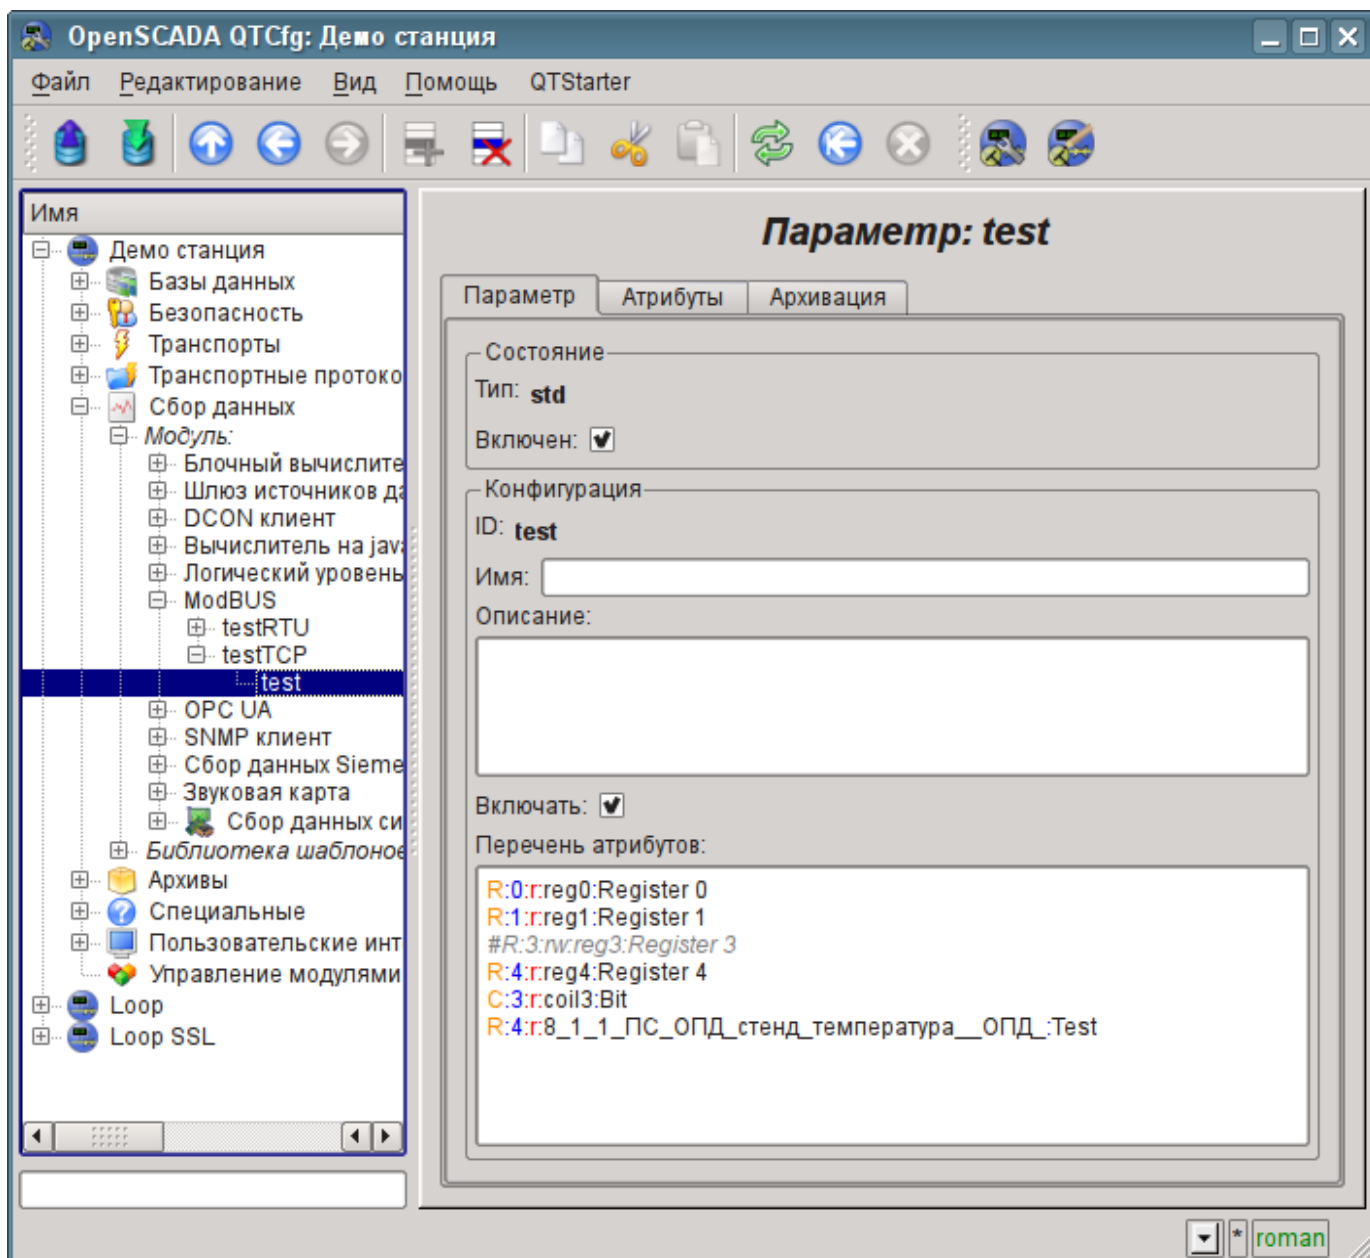 OpenSCADA QTCfg: Демо станция
Файл Редактирование Вид Помощь QTStarter
Имя
Демо станция
Базы данных
Безопасность
Транспорты
Транспортные протоко
Сбор данных
Модуль:
Блочный вычислите
Шлюз источников да
DCON клиент
Вычислитель на java
Логический уровень
ModBUS
testRTU
testTCP
test
OPC UA
SNMP клиент
Сбор данных Sieme
Звуковая карта
Сбор данных си
Библиотека шаблонов
Архивы
Специальные
Пользовательские инт
Управление модулями
Loop
Loop SSL
Параметр: test
Параметр Атрибуты Архивация
Состояние
Тип: std
Включен:
Конфигурация
ID: test
Имя:
Описание:
Включать:
Перечень атрибутов:
R:0:r:reg0:Register 0
R:1:r:reg1:Register 1
#R:3:rw:reg3:Register 3
R:4:r:reg4:Register 4
C:3:r:coil3:Bit
R:4:r:8_1_1_ПС_ОПД_стенд_температура__ОПД_:Test
* roman